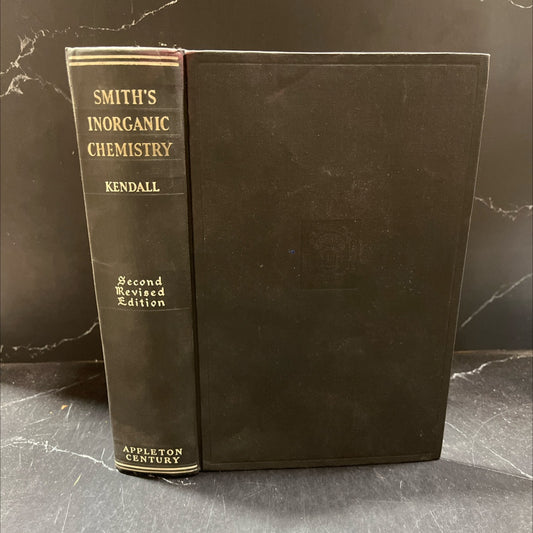 SMITH'S
INORGANIC
CHEMISTRY
KENDALL
Second
Revised
Edition
APPLETON
CENTURY